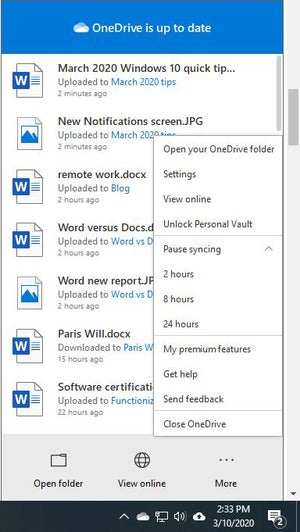 OneDrive is up to date
March 2020 Windows 10 quick tip...
Uploaded to March 2020 tips
2 minutes ago
New Notifications screen.JPG
Uploaded to March 2020 tips
2 minutes ago
remote work.docx
Uploaded to Blog
2 hours ago
Word versus Docs.d
Uploaded to Word vs D
2 hours ago
Word new report.JP
Uploaded to Word vs D
2 hours ago
Paris Will.docx
Downloaded to Paris W
15 hours ago
Software certificati
Uploaded to Functioniz
22 hours ago
Open your OneDrive folder
Settings
View online
Unlock Personal Vault
Pause syncing
2 hours
8 hours
24 hours
My premium features
Get help
Send feedback
Close OneDrive
Open folder
View online
More
2:33 PM
3/10/2020
2